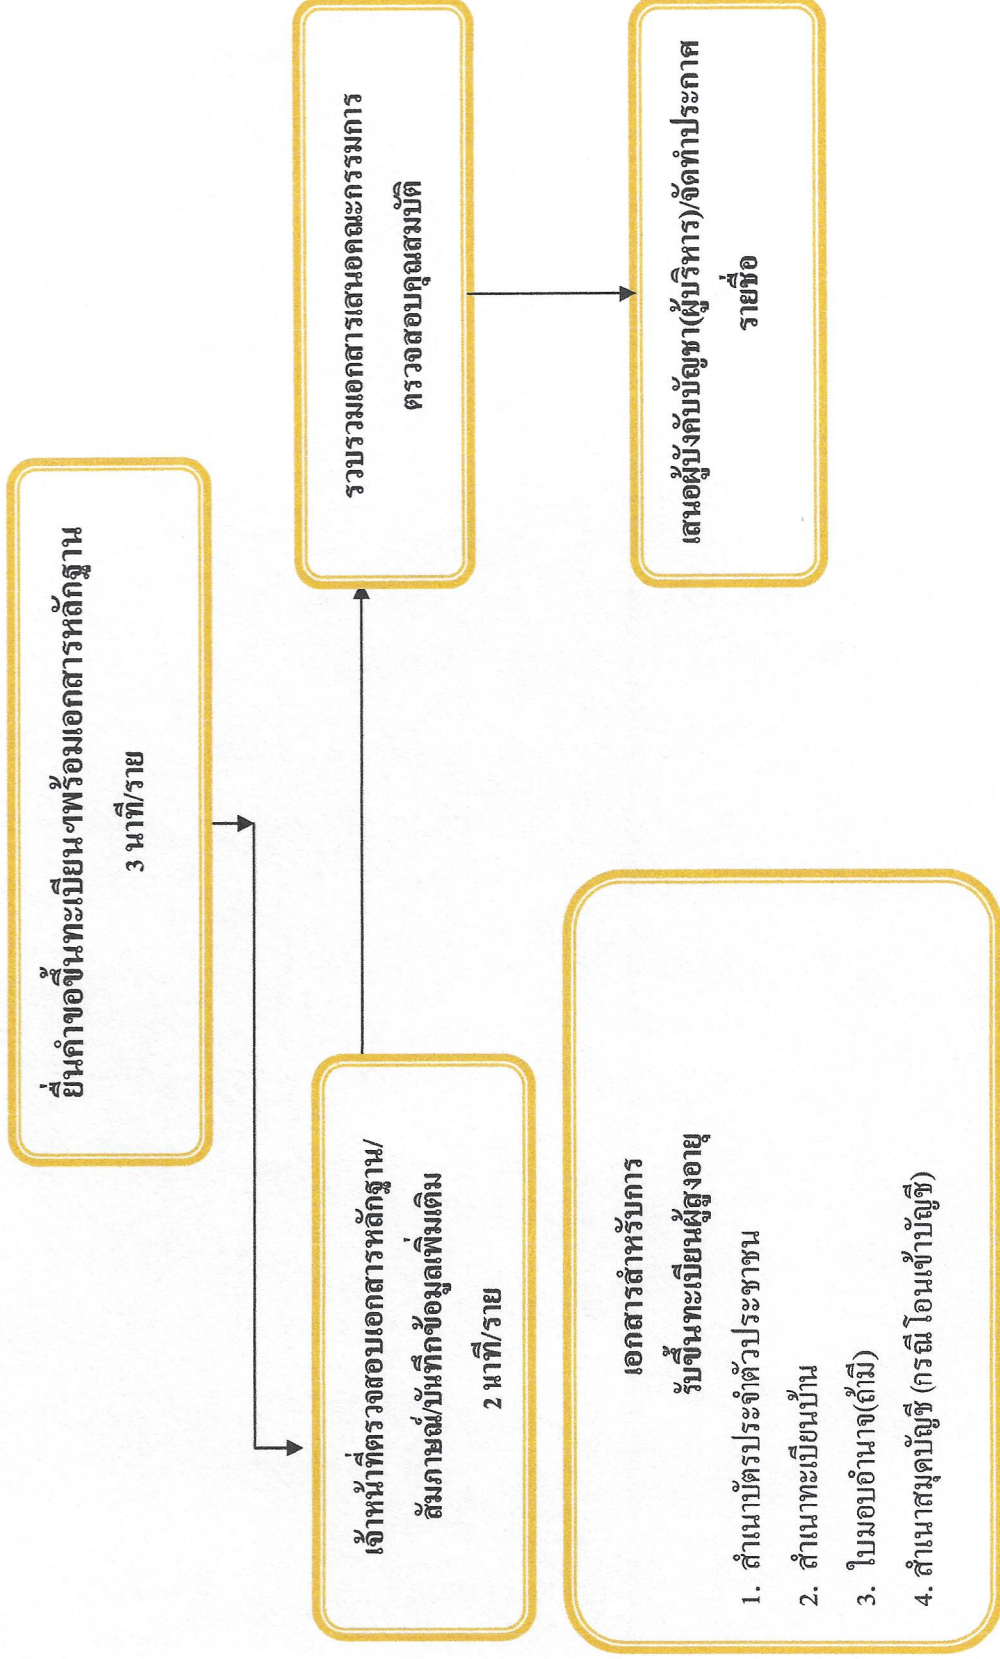 ยื่นคำขอขึ้นทะเบียนฯพร้อมเอกสารหลักฐาน
3 นาที/ราย
เจ้าหน้าที่ตรวจสอบเอกสารหลักฐาน/
สัมภาษณ์/บันทึกข้อมูลเพิ่มเติม
2 นาที/ราย
รวบรวมเอกสารเสนอคณะกรรมการ
ตรวจสอบคุณสมบัติ
เสนอผู้บังคับบัญชา(ผู้บริหาร)/จัดทำประกาศ
รายชื่อ
เอกสารสำหรับการ
รับขึ้นทะเบียนผู้สูงอายุ
1. สำเนาบัตรประจำตัวประชาชน
2. สำเนาทะเบียนบ้าน
3. ใบมอบอำนาจ(ถ้ามี)
4. สำเนาสมุดบัญชี (กรณีโอนเข้าบัญชี)